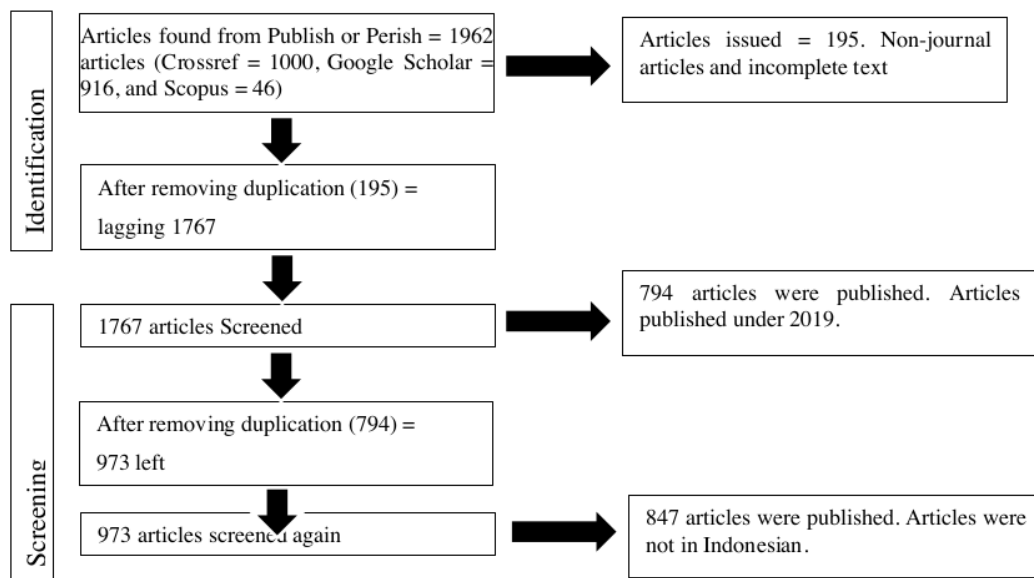 Identification
Articles found from Publish or Perish = 1962
articles (Crossref = 1000, Google Scholar =
916, and Scopus = 46)
Articles issued = 195. Non-journal
articles and incomplete text
After removing duplication (195) =
lagging 1767
Screening
1767 articles Screened
794 articles were published. Articles
published under 2019.
After removing duplication (794) =
973 left
973 articles screened again
847 articles were published. Articles were
not in Indonesian.